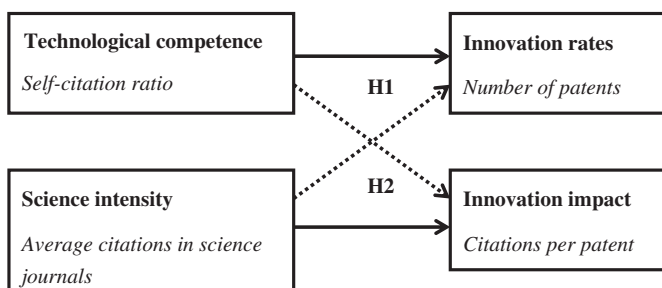 Technological competence
Self-citation ratio
Innovation rates
Number of patents
H1
H2
Science intensity
Average citations in science
journals
Innovation impact
Citations per patent